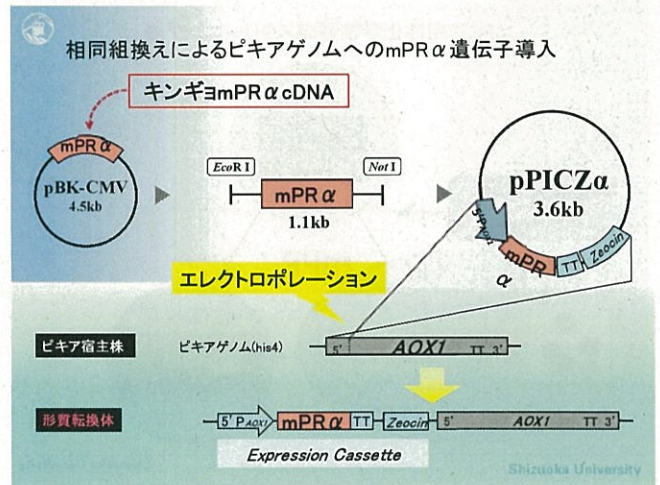 相同組換えによるピキアゲノムへのmPRα遺伝子導入
キンギョmPRα cDNA
mPRα
pBK-CMV
4.5kb
EcoR I
Not I
mPRα
1.1kb
pPICZα
3.6kb
5'PAOX1
mPR
α
TT
Zeocin
エレクトロポレーション
ピキア宿主株
ピキアゲノム(his4)
5' AOX1 TT 3'
形質転換体
5' PAOX1 mPRα TT Zeocin 5' AOX1 TT 3'
Expression Cassette
Shizuoka University